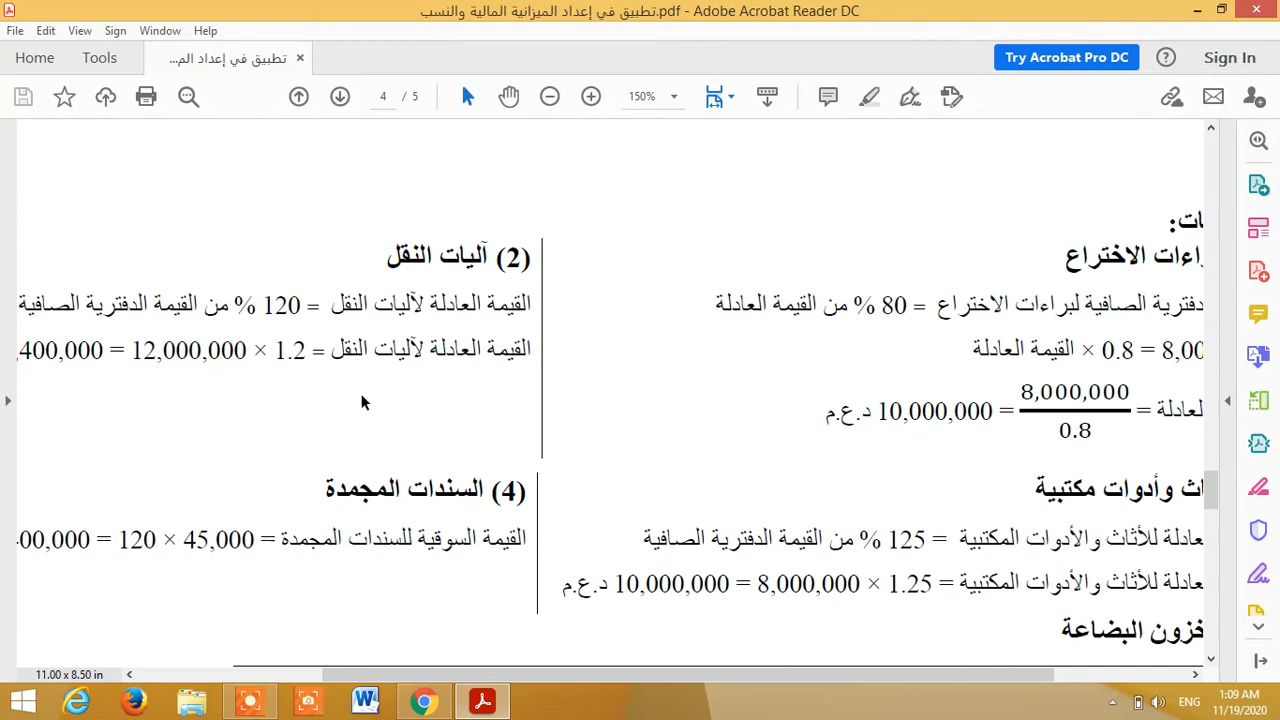 تطبيق في إعداد الميزانية المالية والنسب.pdf - Adobe Acrobat Reader DC
File Edit View Sign Window Help
Home Tools تطبيق في إعداد الم... × Try Acrobat Pro DC Sign In
4 / 5 150%
ات:
راءات الاختراع
دفترية الصافية لبراءات الاختراع = 80 % من القيمة العادلة
8,00 = 0.8 × القيمة العادلة
لعادلة = 8,000,000 / 0.8 = 10,000,000 د.ع.م
(2) آليات النقل
القيمة العادلة لآليات النقل = 120 % من القيمة الدفترية الصافية
القيمة العادلة لآليات النقل = 1.2 × 12,000,000 = ,400,000
اث وأدوات مكتبية
عادلة للأثاث والأدوات المكتبية = 125 % من القيمة الدفترية الصافية
عادلة للأثاث والأدوات المكتبية = 1.25 × 8,000,000 = 10,000,000 د.ع.م
(4) السندات المجمدة
القيمة السوقية للسندات المجمدة = 45,000 × 120 = 00,000
خزون البضاعة
11.00 x 8.50 in
ENG 1:09 AM
11/19/2020